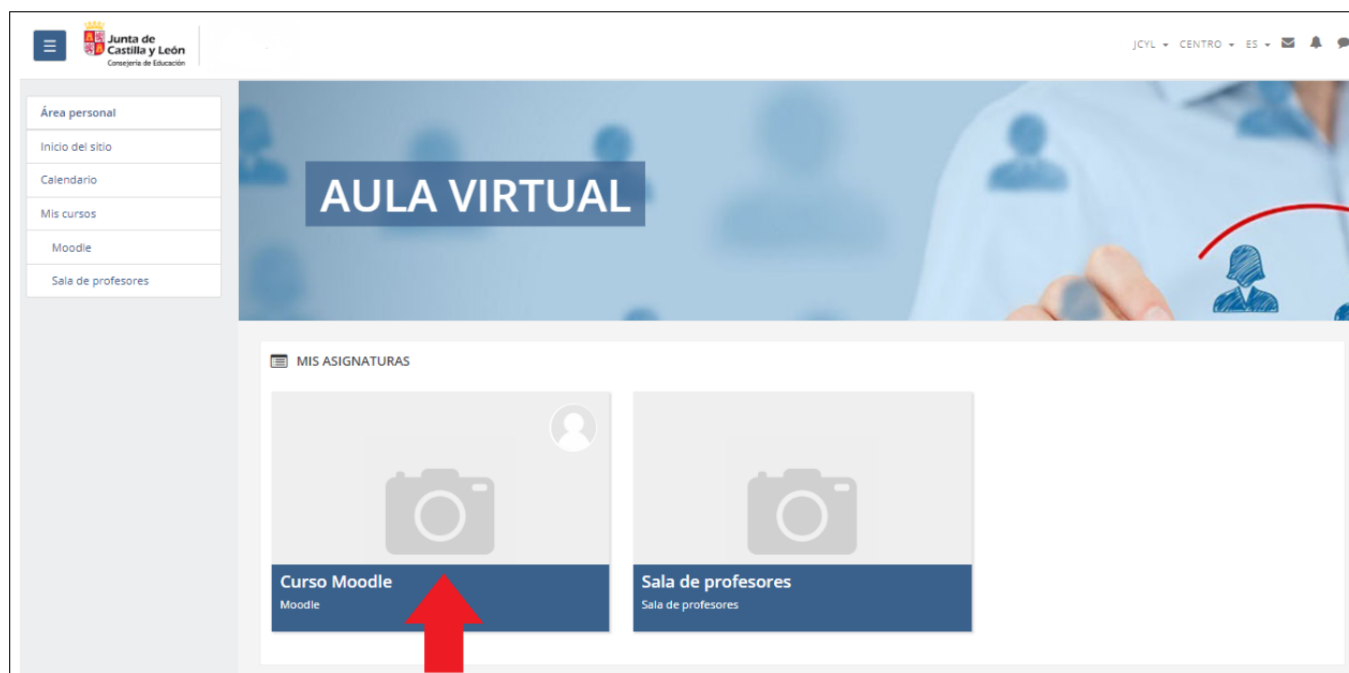 Junta de
Castilla y León
Consejería de Educación
JCYL CENTRO ES
Área personal
Inicio del sitio
Calendario
Mis cursos
Moodle
Sala de profesores
AULA VIRTUAL
MIS ASIGNATURAS
Curso Moodle
Moodle
Sala de profesores
Sala de profesores